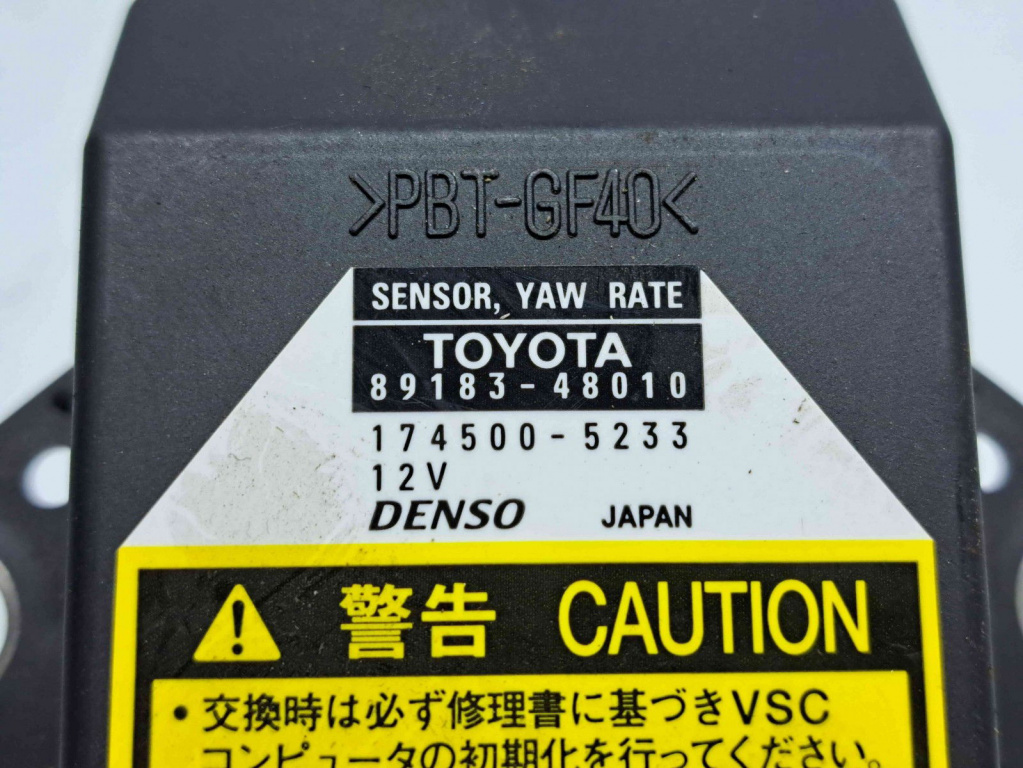 >PBT-GF40<
SENSOR, YAW RATE
TOYOTA
89183-48010
174500-5233
12V
DENSO JAPAN
警告 CAUTION
・交換時は必ず修理書に基づきVSC
コンピュータの初期化を行ってください。